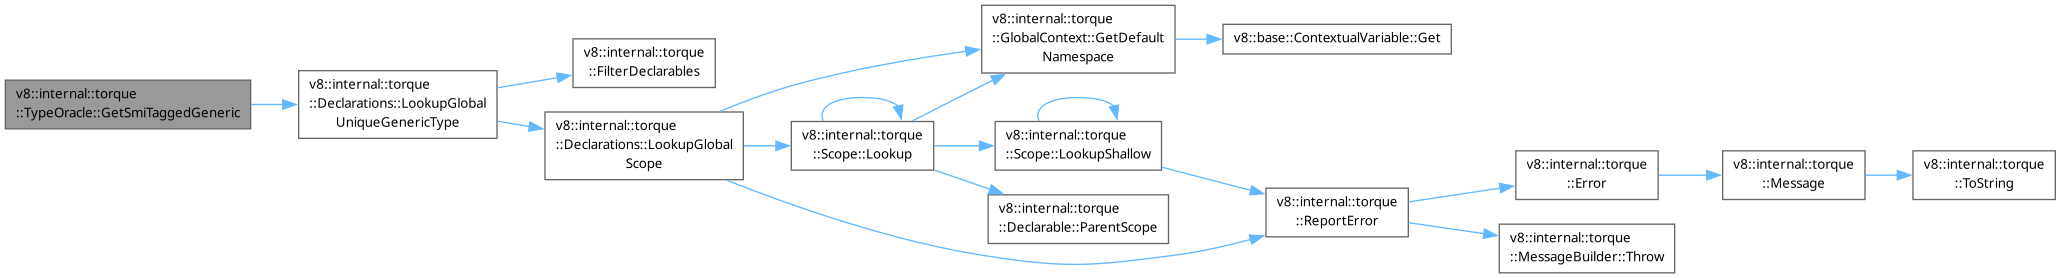 v8::internal::torque
::TypeOracle::GetSmiTaggedGeneric
v8::internal::torque
::Declarations::LookupGlobal
UniqueGenericType
v8::internal::torque
::FilterDeclarables
v8::internal::torque
::Declarations::LookupGlobal
Scope
v8::internal::torque
::Scope::Lookup
v8::internal::torque
::GlobalContext::GetDefault
Namespace
v8::base::ContextualVariable::Get
v8::internal::torque
::Scope::LookupShallow
v8::internal::torque
::Declarable::ParentScope
v8::internal::torque
::ReportError
v8::internal::torque
::Error
v8::internal::torque
::Message
v8::internal::torque
::ToString
v8::internal::torque
::MessageBuilder::Throw